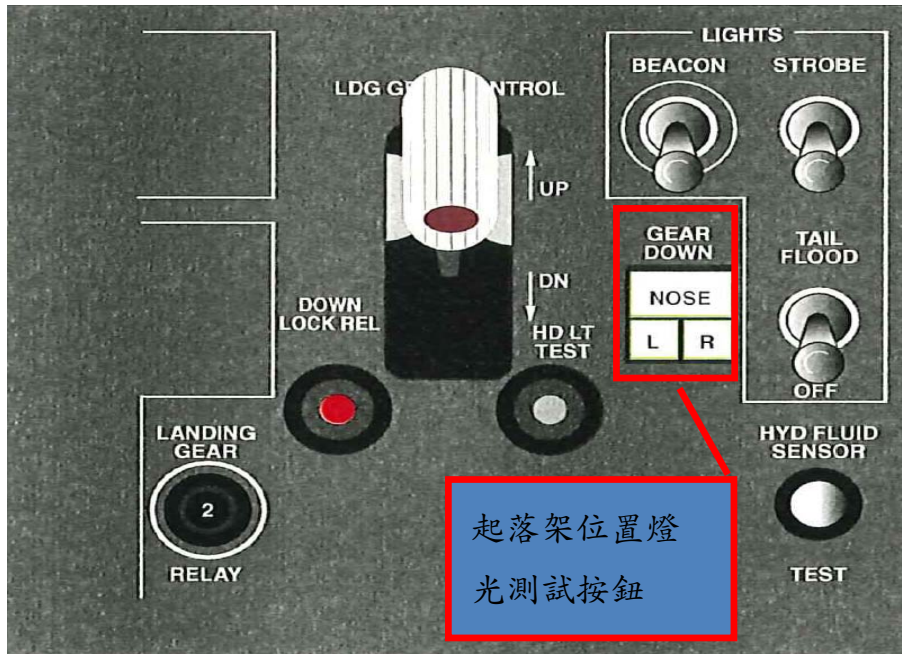 LIGHTS
BEACON STROBE
LDG GE NTROL
UP
GEAR
DOWN
TAIL
FLOOD
NOSE
L R
DN
DOWN
LOCK REL
HD LT
TEST
OFF
LANDING
GEAR
HYD FLUID
SENSOR
2
RELAY
TEST
起落架位置燈
光測試按鈕